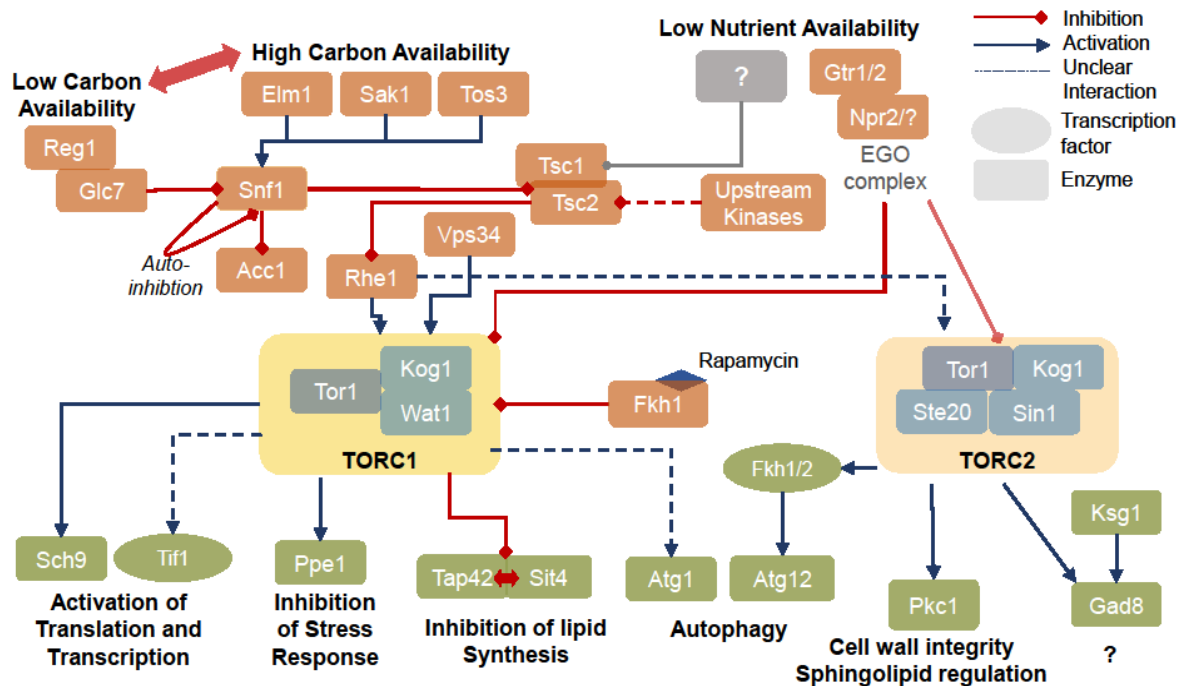 Low Nutrient Availability
High Carbon Availability
Low Carbon
Availability
Inhibition
Activation
Unclear
Interaction
Transcription
factor
Enzyme
Elm1
Sak1
Tos3
?
Gtr1/2
Npr2/?
EGO
complex
Reg1
Glc7
Snf1
Tsc1
Tsc2
Upstream
Kinases
Auto-
inhibtion
Acc1
Vps34
Rhe1
Kog1
Tor1
Wat1
TORC1
Rapamycin
Fkh1
Tor1
Kog1
Ste20
Sin1
TORC2
Fkh1/2
Ksg1
Sch9
Tif1
Ppe1
Tap42
Sit4
Atg1
Atg12
Pkc1
Gad8
Activation of
Translation and
Transcription
Inhibition
of Stress
Response
Inhibition of lipid
Synthesis
Autophagy
Cell wall integrity
Sphingolipid regulation
?